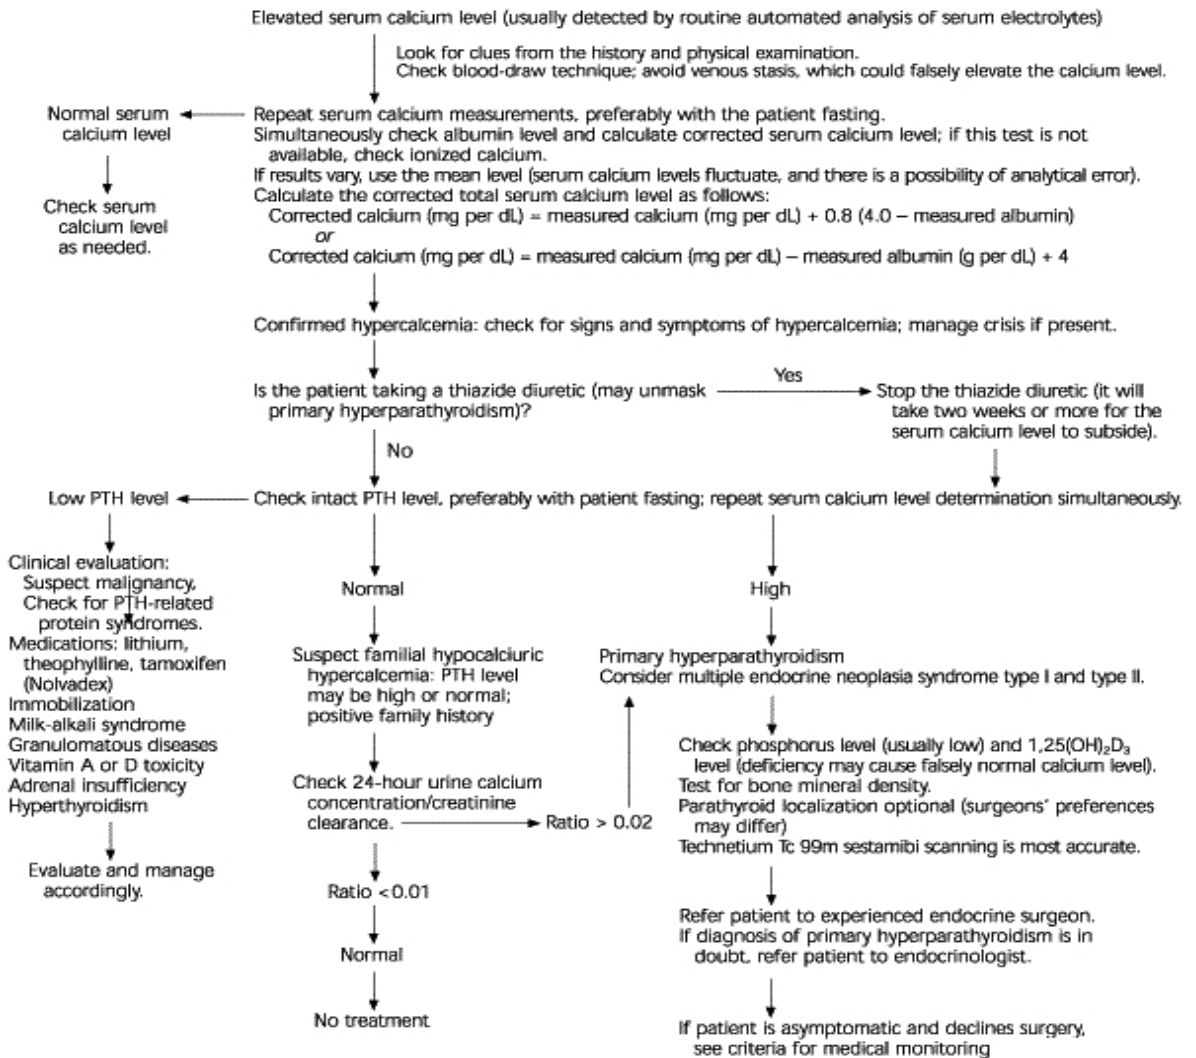 Elevated serum calcium level (usually detected by routine automated analysis of serum electrolytes)
Look for clues from the history and physical examination.
Check blood-draw technique; avoid venous stasis, which could falsely elevate the calcium level.
Normal serum
calcium level
Repeat serum calcium measurements, preferably with the patient fasting.
Simultaneously check albumin level and calculate corrected serum calcium level; if this test is not
available, check ionized calcium.
If results vary, use the mean level (serum calcium levels fluctuate, and there is a possibility of analytical error).
Calculate the corrected total serum calcium level as follows:
Corrected calcium (mg per dL) = measured calcium (mg per dL) + 0.8 (4.0 – measured albumin)
or
Corrected calcium (mg per dL) = measured calcium (mg per dL) – measured albumin (g per dL) + 4
Check serum
calcium level
as needed.
Confirmed hypercalcemia: check for signs and symptoms of hypercalcemia; manage crisis if present.
Is the patient taking a thiazide diuretic (may unmask
primary hyperparathyroidism)?
Yes
Stop the thiazide diuretic (it will
take two weeks or more for the
serum calcium level to subside).
No
Low PTH level
Check intact PTH level, preferably with patient fasting; repeat serum calcium level determination simultaneously.
Clinical evaluation:
Suspect malignancy,
Check for PTH-related
protein syndromes.
Medications: lithium,
theophylline, tamoxifen
(Nolvadex)
Immobilization
Milk-alkali syndrome
Granulomatous diseases
Vitamin A or D toxicity
Adrenal insufficiency
Hyperthyroidism
Evaluate and manage
accordingly.
Normal
Suspect familial hypocalciuric
hypercalcemia: PTH level
may be high or normal;
positive family history
Check 24-hour urine calcium
concentration/creatinine
clearance.
Ratio > 0.02
Ratio <0.01
Normal
No treatment
High
Primary hyperparathyroidism
Consider multiple endocrine neoplasia syndrome type I and type II.
Check phosphorus level (usually low) and 1,25(OH)₂D₃
level (deficiency may cause falsely normal calcium level).
Test for bone mineral density.
Parathyroid localization optional (surgeons' preferences
may differ)
Technetium Tc 99m sestamibi scanning is most accurate.
Refer patient to experienced endocrine surgeon.
If diagnosis of primary hyperparathyroidism is in
doubt, refer patient to endocrinologist.
If patient is asymptomatic and declines surgery,
see criteria for medical monitoring